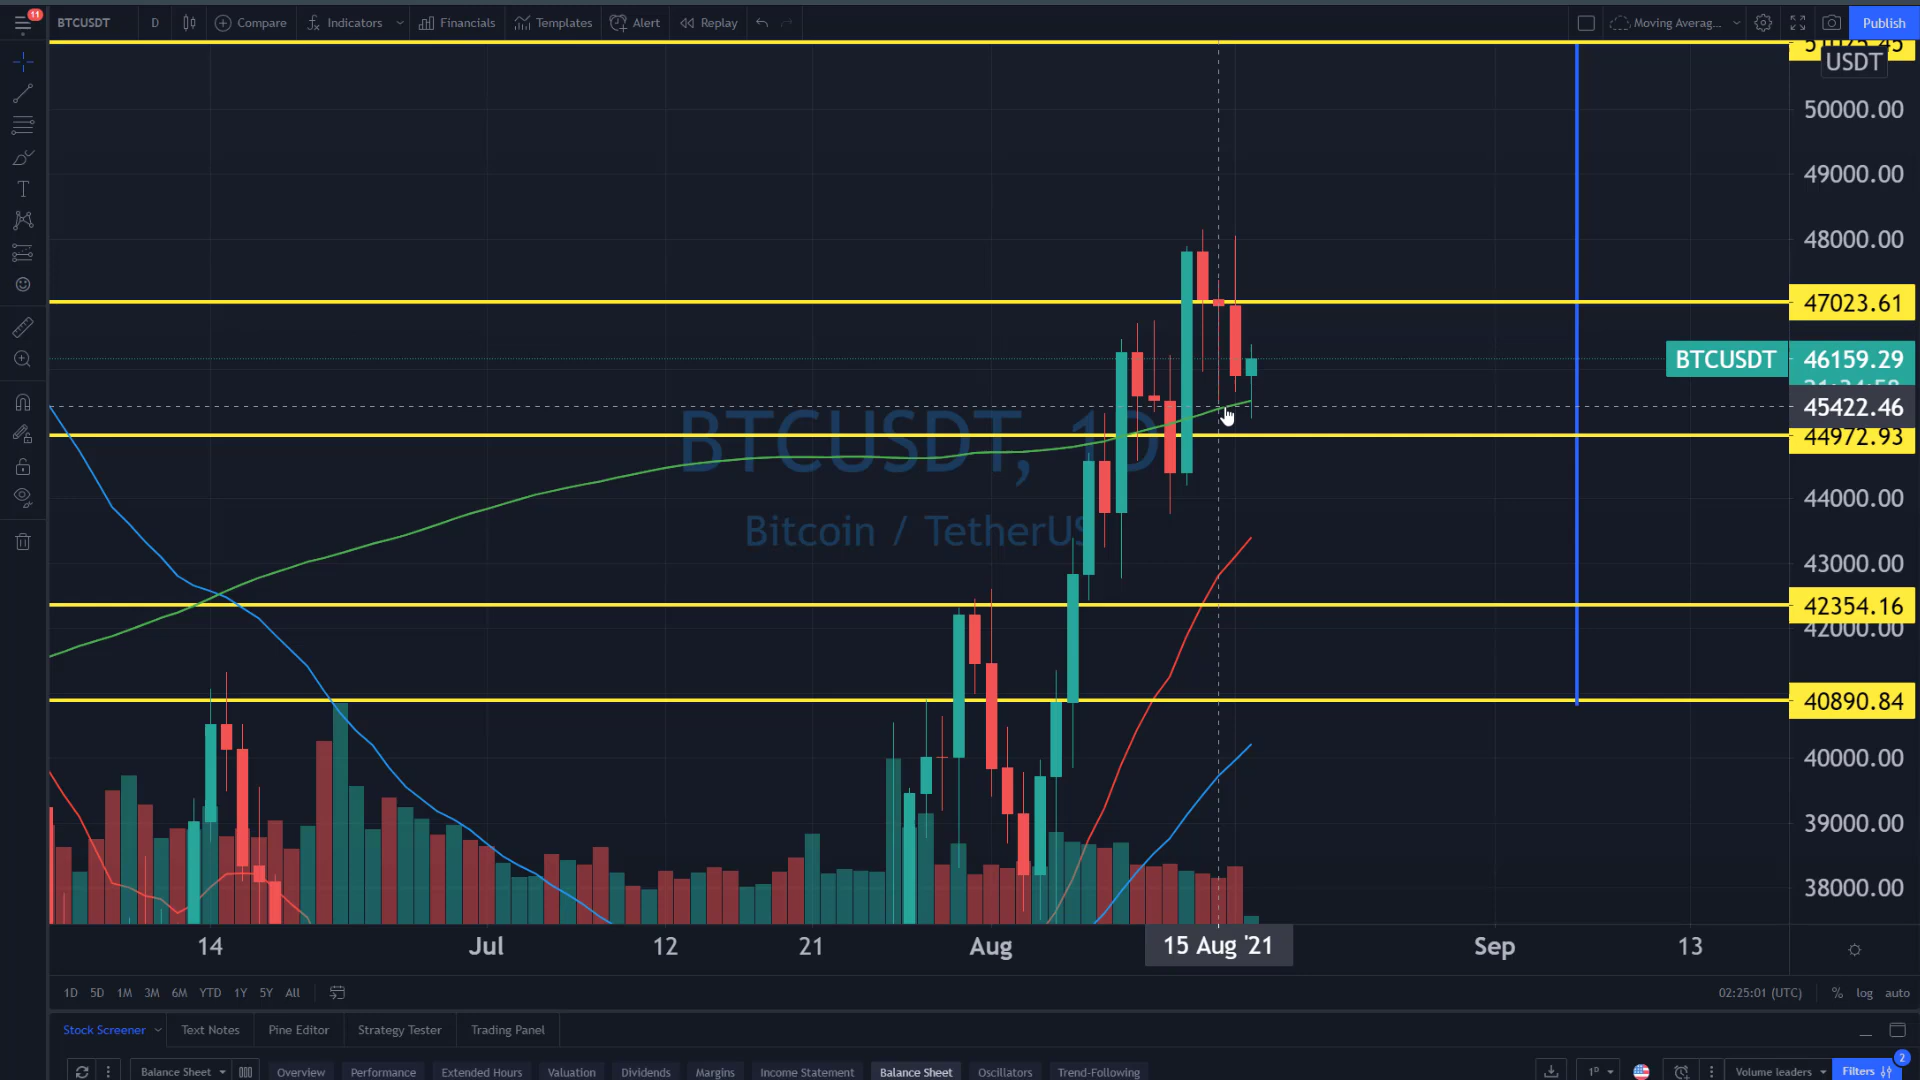 11
BTCUSDT D Compare Indicators Financials Templates Alert Replay Moving Averag... Publish
51025.45
USDT
50000.00
49000.00
48000.00
47023.61
BTCUSDT 46159.29
45422.46
44972.93
BTCUSDT, 1D
44000.00
Bitcoin / TetherUS
43000.00
42354.16
42000.00
40890.84
40000.00
39000.00
38000.00
14 Jul 12 21 Aug 15 Aug '21 Sep 13
1D 5D 1M 3M 6M YTD 1Y 5Y All 02:25:01 (UTC) % log auto
Stock Screener Text Notes Pine Editor Strategy Tester Trading Panel
2
Balance Sheet Overview Performance Extended Hours Valuation Dividends Margins Income Statement Balance Sheet Oscillators Trend-Following 1D Volume leaders Filters